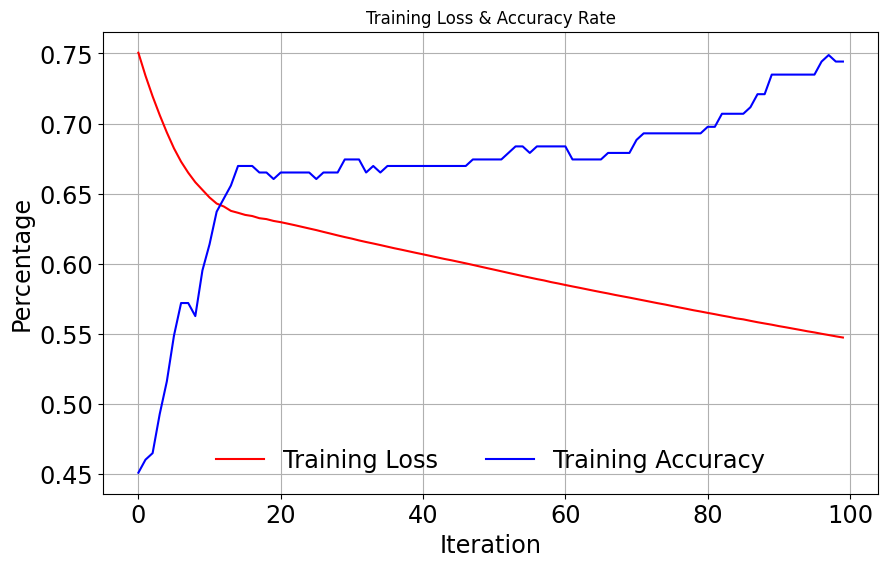 Training Loss & Accuracy Rate
0.75
0.70
0.65
0.60
0.55
0.50
0.45
Percentage
Training Loss Training Accuracy
0 20 40 60 80 100
Iteration